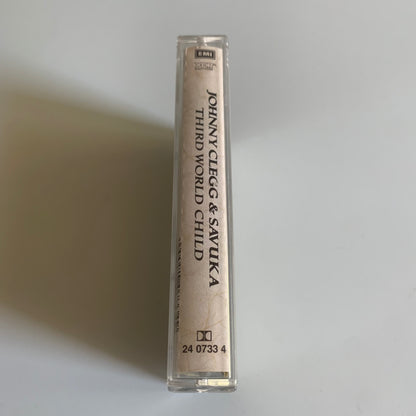 EMI
JOHNNY CLEGG & SAVUKA
THIRD WORLD CHILD
24 0733 4